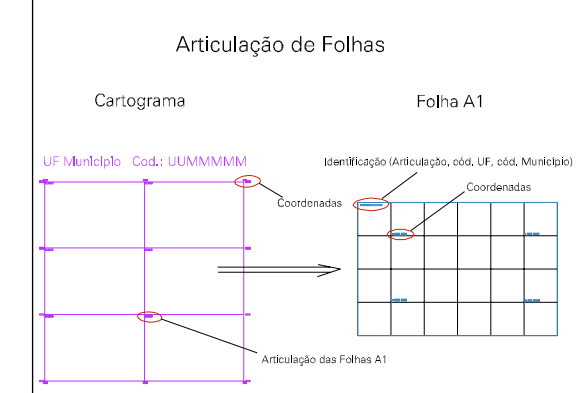 Articulação de Folhas
Cartograma
Folha A1
UF Município Cod.: UUMMMMM
Identificação (Articulação, cód. UF, cód. Município)
Coordenadas
Coordenadas
Articulação das Folhas A1